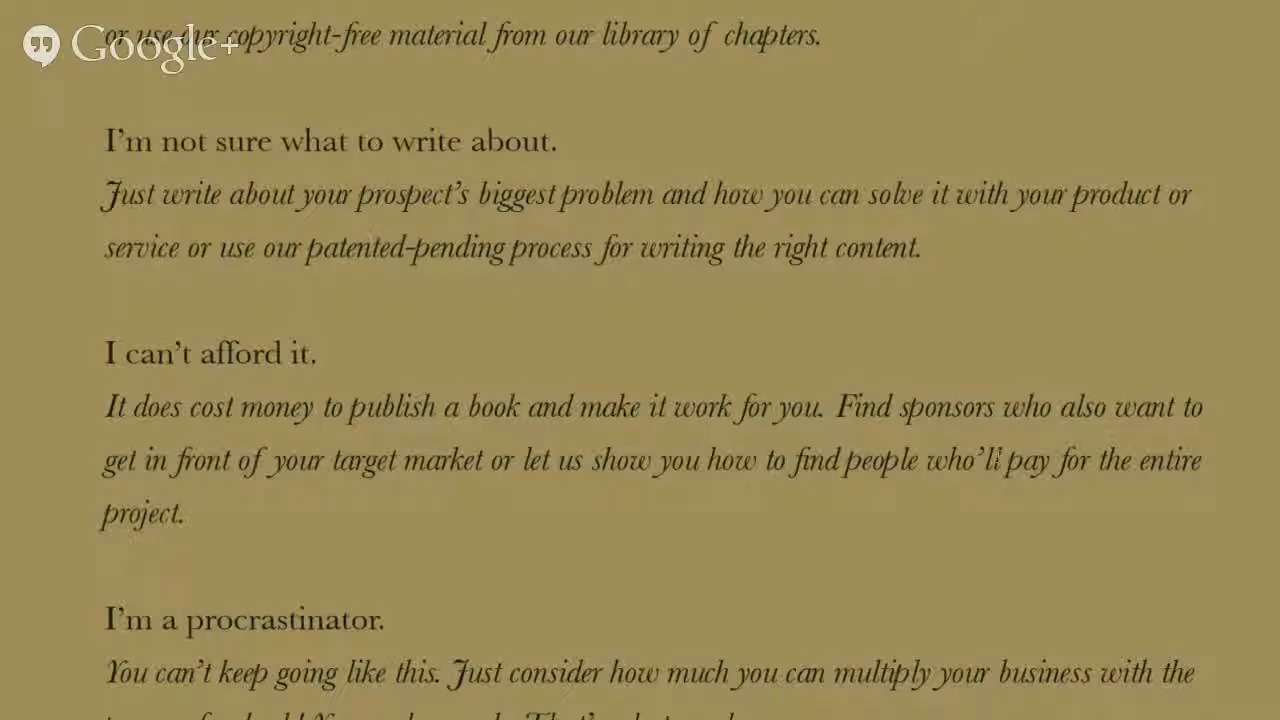 or use our copyright-free material from our library of chapters.
Google+
I'm not sure what to write about.
Just write about your prospect's biggest problem and how you can solve it with your product or
service or use our patented-pending process for writing the right content.
I can't afford it.
It does cost money to publish a book and make it work for you. Find sponsors who also want to
get in front of your target market or let us show you how to find people who'll pay for the entire
project.
I'm a procrastinator.
You can't keep going like this. Just consider how much you can multiply your business with the